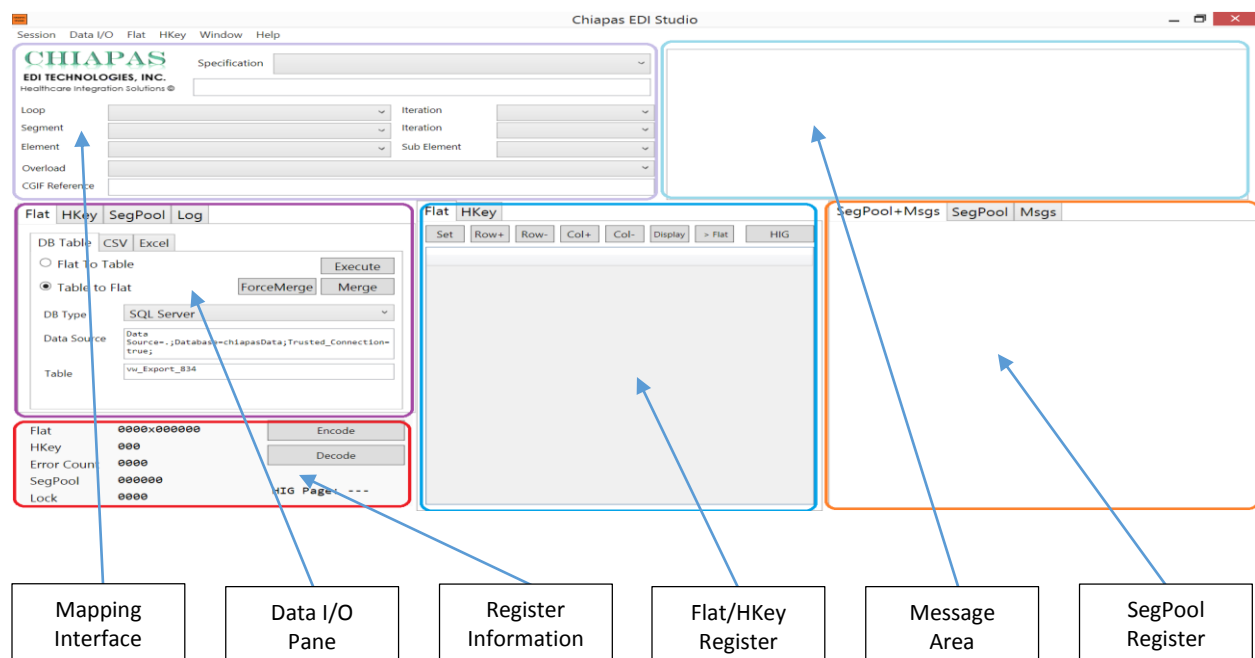 Chiapas EDI Studio
Session Data I/O Flat HKey Window Help
CHIAPAS
EDI TECHNOLOGIES, INC.
Healthcare Integration Solutions ©
Specification
Loop
Iteration
Segment
Iteration
Element
Sub Element
Overload
CGIF Reference
Flat HKey SegPool Log
DB Table CSV Excel
Flat To Table
Execute
Table to Flat
ForceMerge Merge
DB Type
SQL Server
Data Source
Data
Source=.;Database=chiapasData;Trusted_Connection=
true;
Table
vw_Export_834
Flat HKey
Set Row+ Row- Col+ Col- Display > Flat HIG
SegPool+Msgs SegPool Msgs
Flat 0000x000000
HKey 000
Error Count 0000
SegPool 000000
Lock 0000
Encode
Decode
HIG Page: ---
Mapping
Interface
Data I/O
Pane
Register
Information
Flat/HKey
Register
Message
Area
SegPool
Register